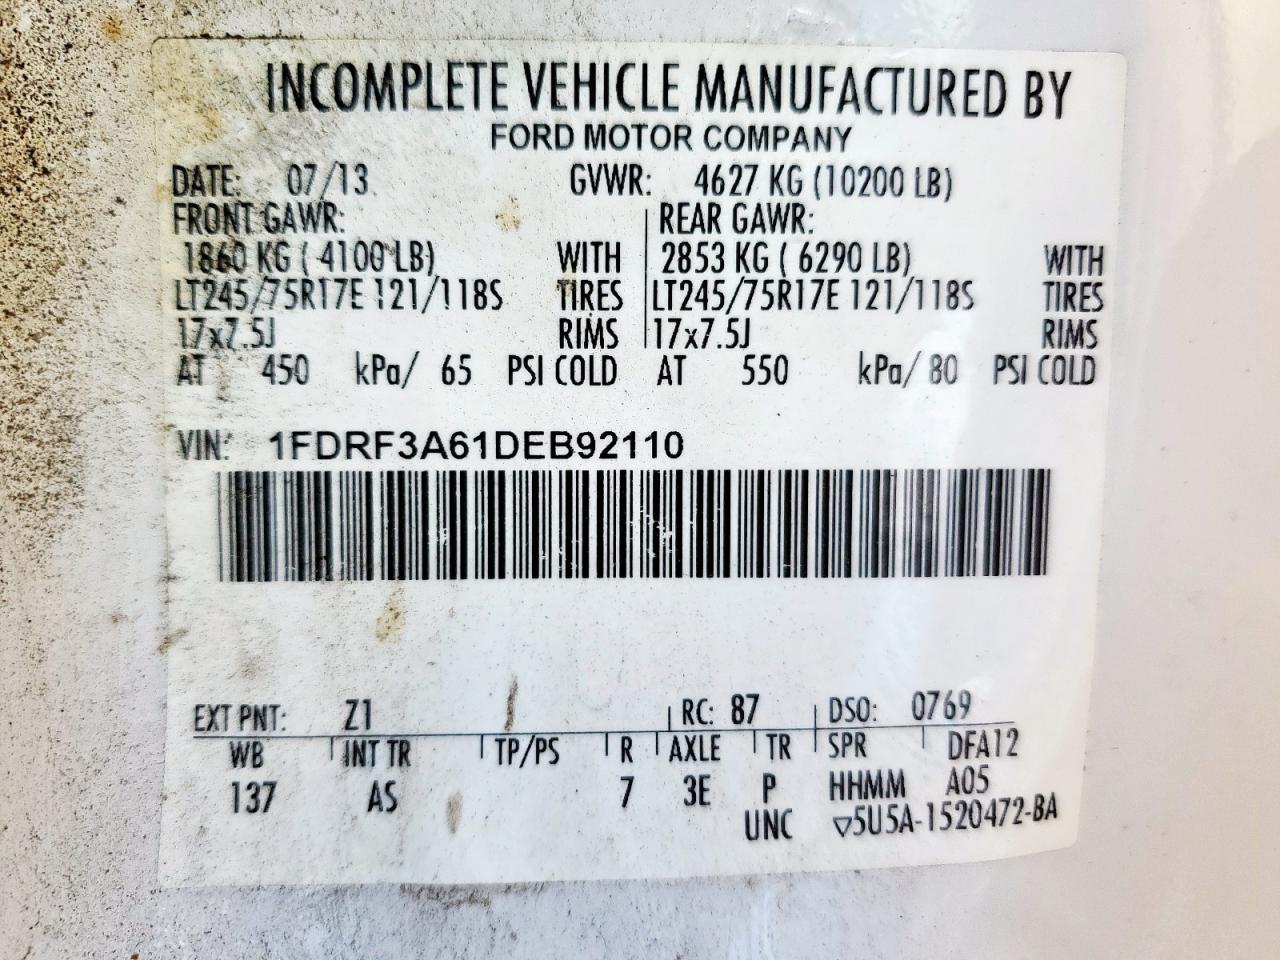 INCOMPLETE VEHICLE MANUFACTURED BY
FORD MOTOR COMPANY
DATE: 07/13 GVWR: 4627 KG (10200 LB)
FRONT GAWR: REAR GAWR:
1860 KG ( 4100 LB) WITH 2853 KG ( 6290 LB) WITH
LT245/75R17E 121/118S TIRES LT245/75R17E 121/118S TIRES
17x7.5J RIMS 17x7.5J RIMS
AT 450 kPa/ 65 PSI COLD AT 550 kPa/ 80 PSI COLD
VIN: 1FDRF3A61DEB92110
EXT PNT: Z1 RC: 87 DSO: 0769
WB INT TR TP/PS R AXLE TR SPR DFA12
137 AS 7 3E P HHMM A05
UNC ▽5U5A-1520472-BA